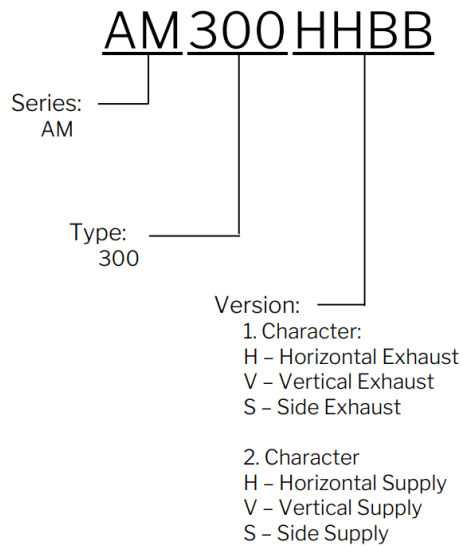 AM300HHBB
Series:
AM
Type:
300
Version:
1. Character:
H – Horizontal Exhaust
V – Vertical Exhaust
S – Side Exhaust
2. Character
H – Horizontal Supply
V – Vertical Supply
S – Side Supply